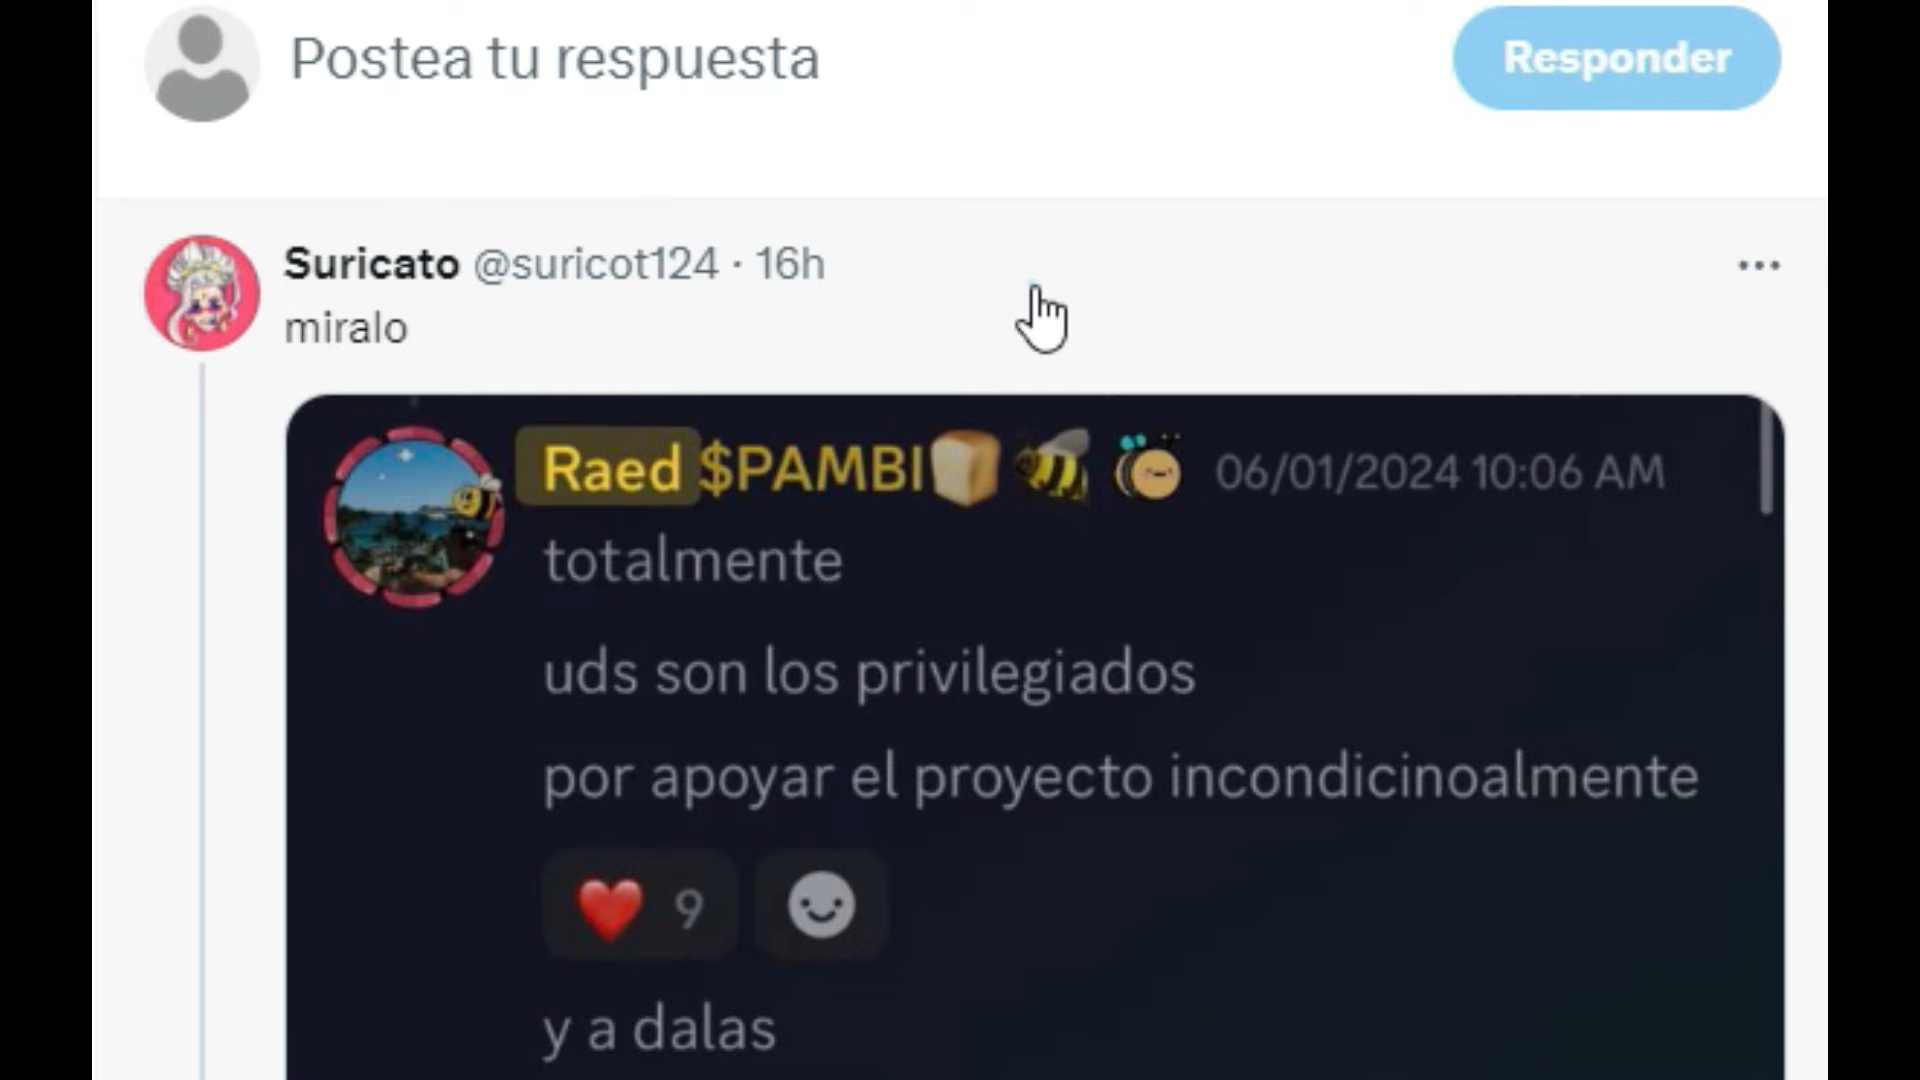 Postea tu respuesta
Responder
Suricato @suricot124 · 16h
miralo
Raed $PAMBI🍞🐝 06/01/2024 10:06 AM
totalmente
uds son los privilegiados
por apoyar el proyecto incondicinoalmente
❤️ 9
y a dalas